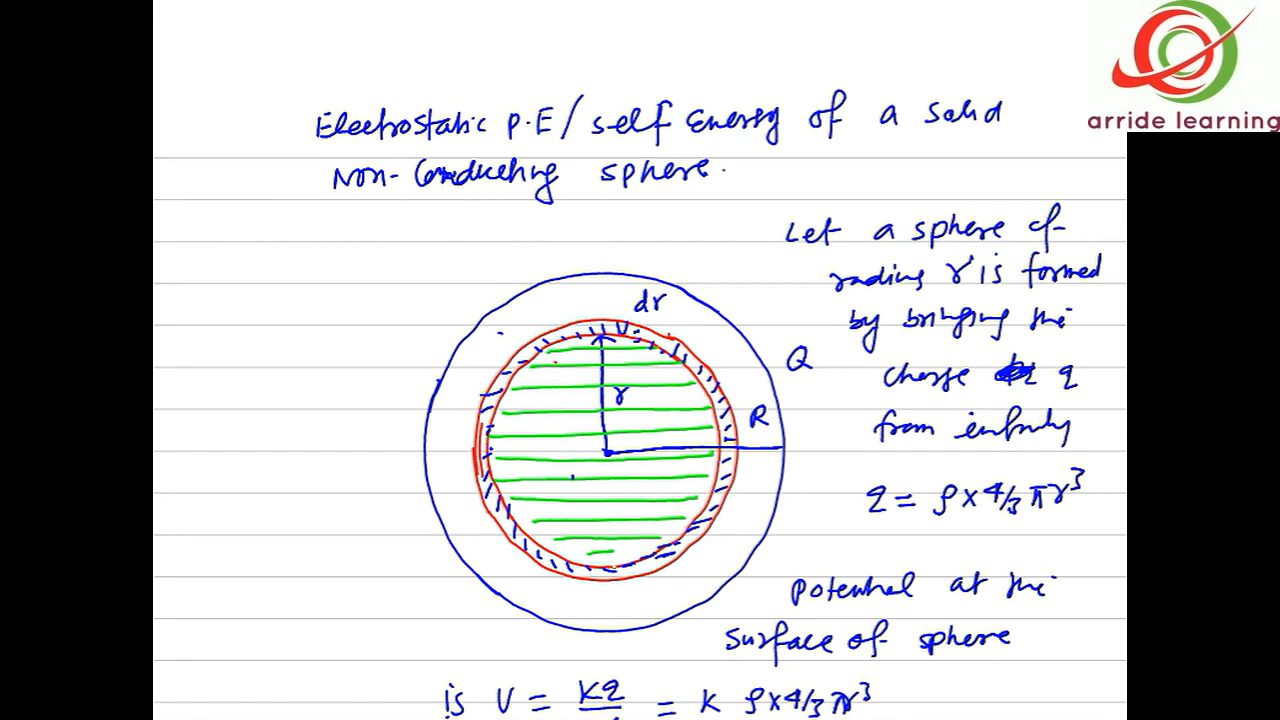 arride learning
Electrostatic P.E/self Energy of a solid
Non-Conducting sphere.
Let a sphere of
radius r is formed
by bringing the
charge q
from infinity
q = ρ×4/3 πr³
dr
r
Q
R
Potential at the
surface of sphere
is V = Kq = K ρ×4/3 πr³